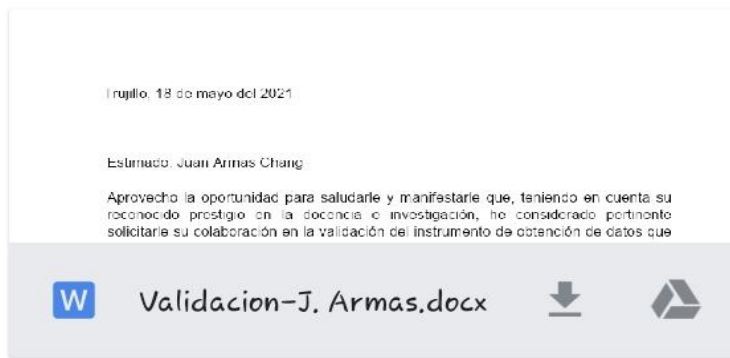 Trujillo, 18 de mayo del 2021
Estimado: Juan Armas Chang
Aprovecho la oportunidad para saludarle y manifestarle que, teniendo en cuenta su
reconocido prestigio en la docencia e investigación, he considerado pertinente
solicitarle su colaboración en la validación del instrumento de obtención de datos que
W Validacion-J. Armas.docx